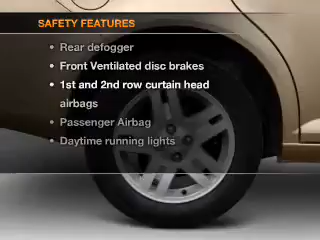 SAFETY FEATURES
• Rear defogger
• Front Ventilated disc brakes
• 1st and 2nd row curtain head
airbags
• Passenger Airbag
• Daytime running lights